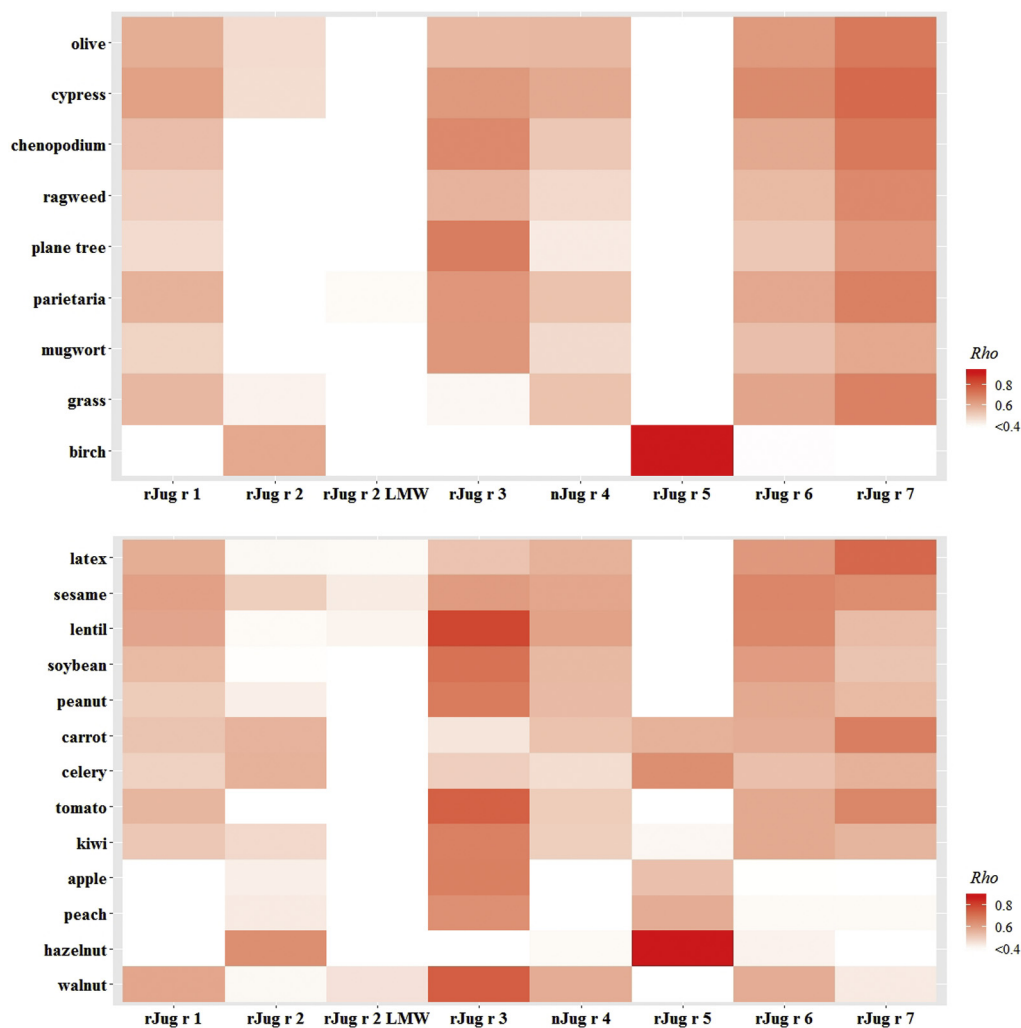 olive
cypress
chenopodium
ragweed
plane tree
parietaria
mugwort
grass
birch
rJug r 1 rJug r 2 rJug r 2 LMW rJug r 3 nJug r 4 rJug r 5 rJug r 6 rJug r 7
Rho
0.8
0.6
<0.4
latex
sesame
lentil
soybean
peanut
carrot
celery
tomato
kiwi
apple
peach
hazelnut
walnut
rJug r 1 rJug r 2 rJug r 2 LMW rJug r 3 nJug r 4 rJug r 5 rJug r 6 rJug r 7
Rho
0.8
0.6
<0.4